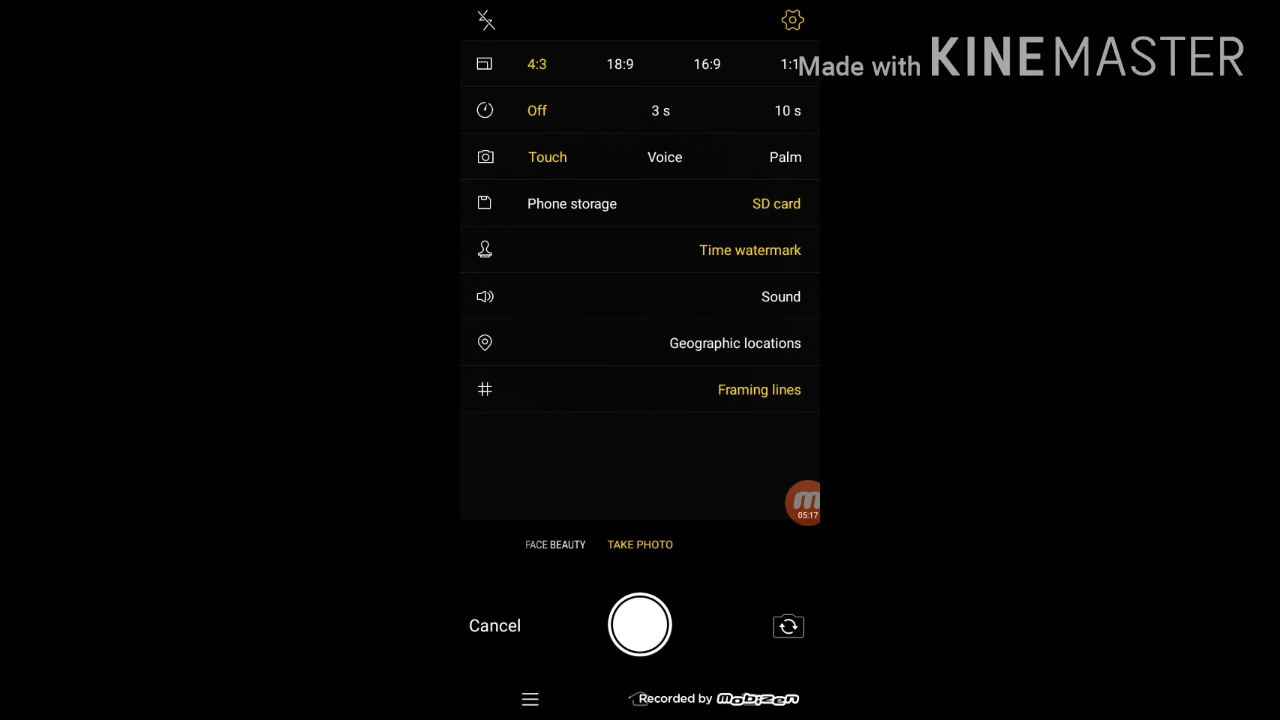 Made with KINEMASTER
4:3 18:9 16:9 1:1
Off 3 s 10 s
Touch Voice Palm
Phone storage SD card
Time watermark
Sound
Geographic locations
Framing lines
05:17
FACE BEAUTY TAKE PHOTO
Cancel
Recorded by mobizen